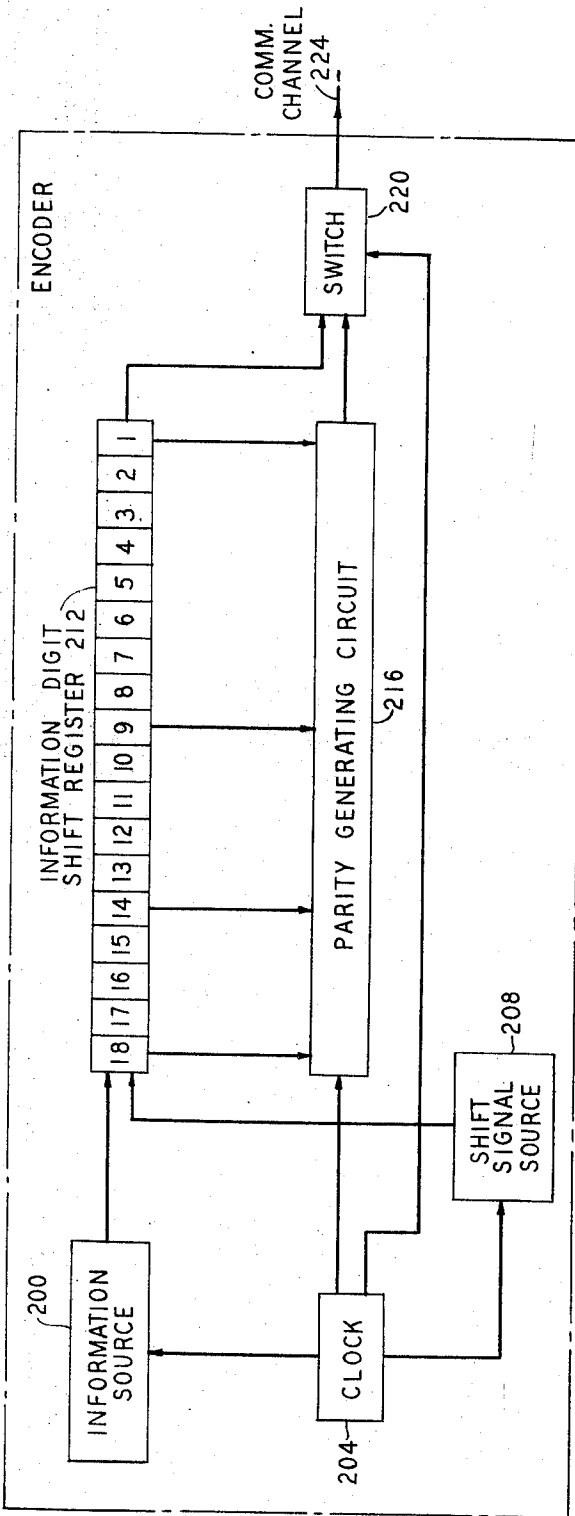 ENCODER
200
INFORMATION
SOURCE
204
CLOCK
208
SHIFT
SIGNAL
SOURCE
INFORMATION DIGIT
SHIFT REGISTER 212
18 17 16 15 14 13 12 11 10 9 8 7 6 5 4 3 2 1
PARITY GENERATING CIRCUIT
216
SWITCH
220
COMM.
CHANNEL
224